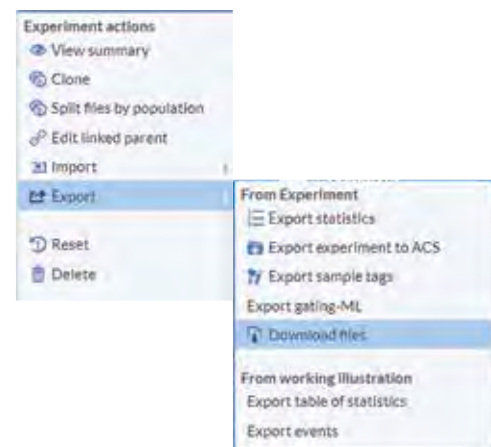 Experiment actions
View summary
Clone
Split files by population
Edit linked parent
Import
Export
Reset
Delete
From Experiment
Export statistics
Export experiment to ACS
Export sample tags
Export gating-ML
Download files
From working illustration
Export table of statistics
Export events